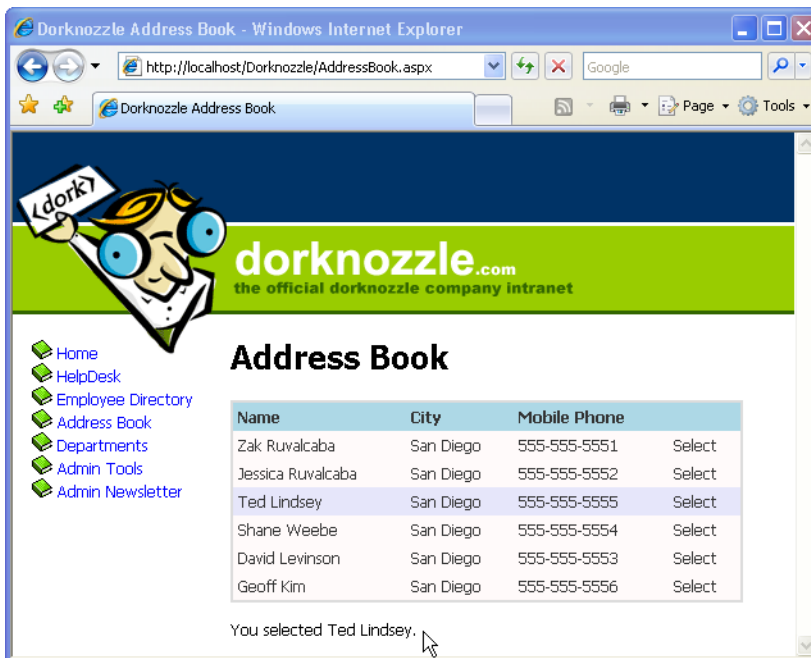 Dorknozzle Address Book - Windows Internet Explorer
http://localhost/Dorknozzle/AddressBook.aspx
Google
Dorknozzle Address Book
Page
Tools
<dork>
dorknozzle.com
the official dorknozzle company intranet
Home
HelpDesk
Employee Directory
Address Book
Departments
Admin Tools
Admin Newsletter
Address Book
Name City Mobile Phone
Zak Ruvalcaba San Diego 555-555-5551 Select
Jessica Ruvalcaba San Diego 555-555-5552 Select
Ted Lindsey San Diego 555-555-5555 Select
Shane Weebe San Diego 555-555-5554 Select
David Levinson San Diego 555-555-5553 Select
Geoff Kim San Diego 555-555-5556 Select
You selected Ted Lindsey.